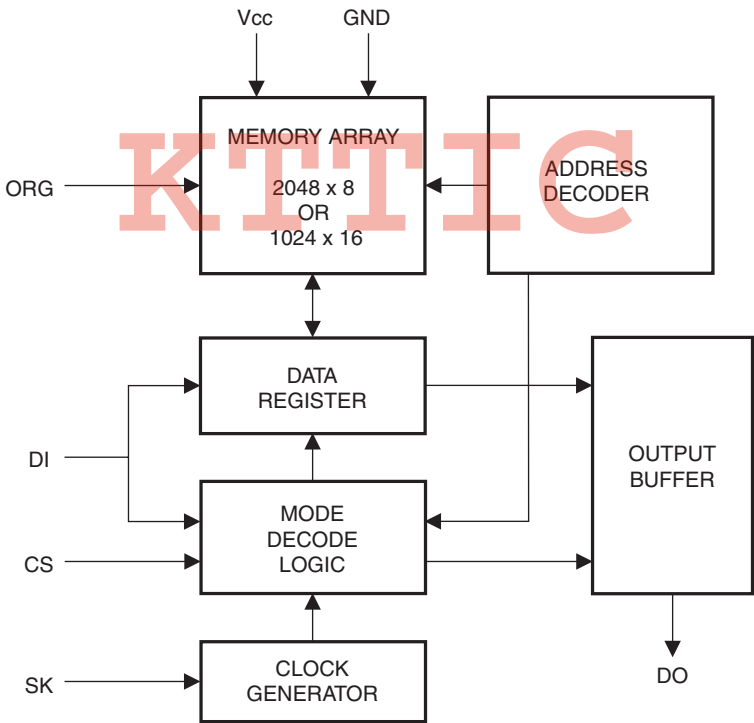 Vcc
GND
MEMORY ARRAY
2048 x 8
OR
1024 x 16
ADDRESS
DECODER
ORG
KTTIC
DATA
REGISTER
DI
OUTPUT
BUFFER
MODE
DECODE
LOGIC
CS
CLOCK
GENERATOR
SK
DO